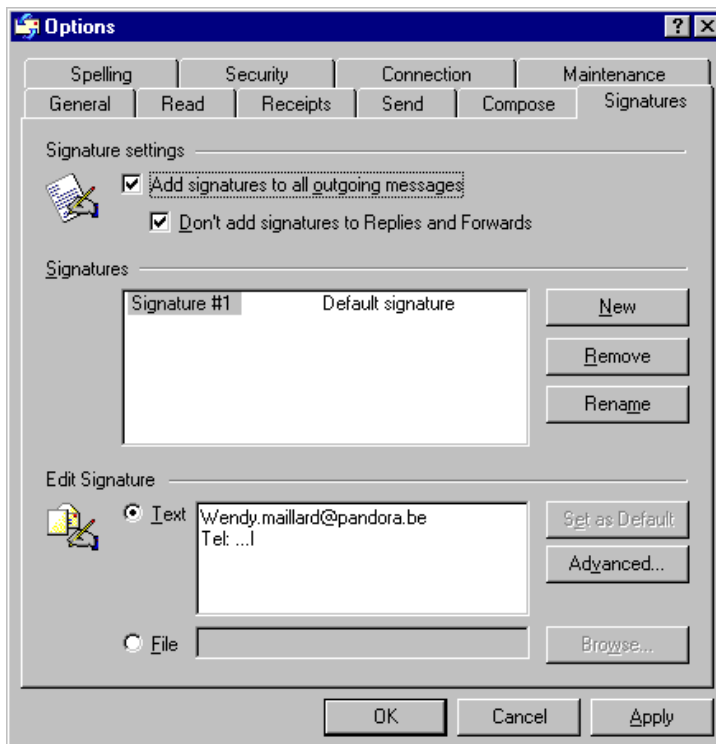 Options
Spelling Security Connection Maintenance
General Read Receipts Send Compose Signatures
Signature settings
Add signatures to all outgoing messages
Don't add signatures to Replies and Forwards
Signatures
Signature #1 Default signature
New
Remove
Rename
Edit Signature
Text
Wendy.maillard@pandora.be
Tel: ...
Set as Default
Advanced...
File
Browse...
OK Cancel Apply